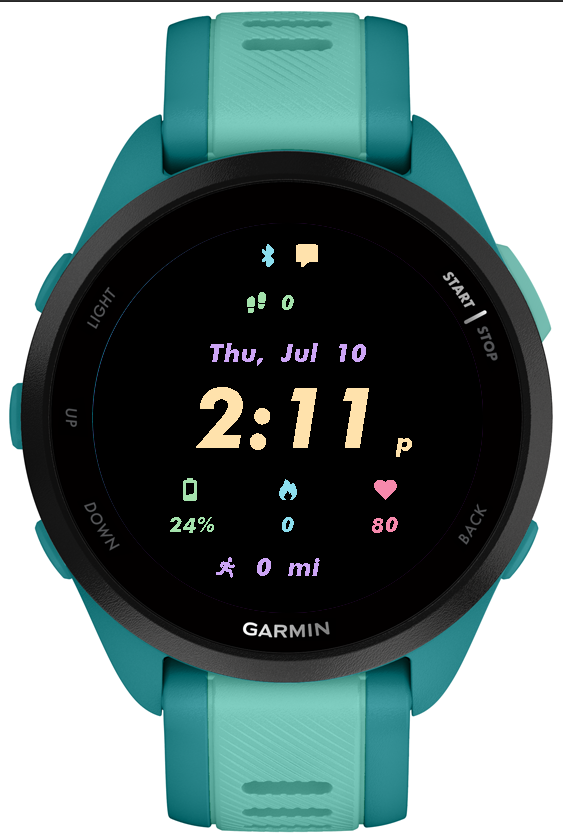 0
Thu, Jul 10
2:11 p
24% 0 80
0 mi
LIGHT
UP
DOWN
START
STOP
BACK
GARMIN